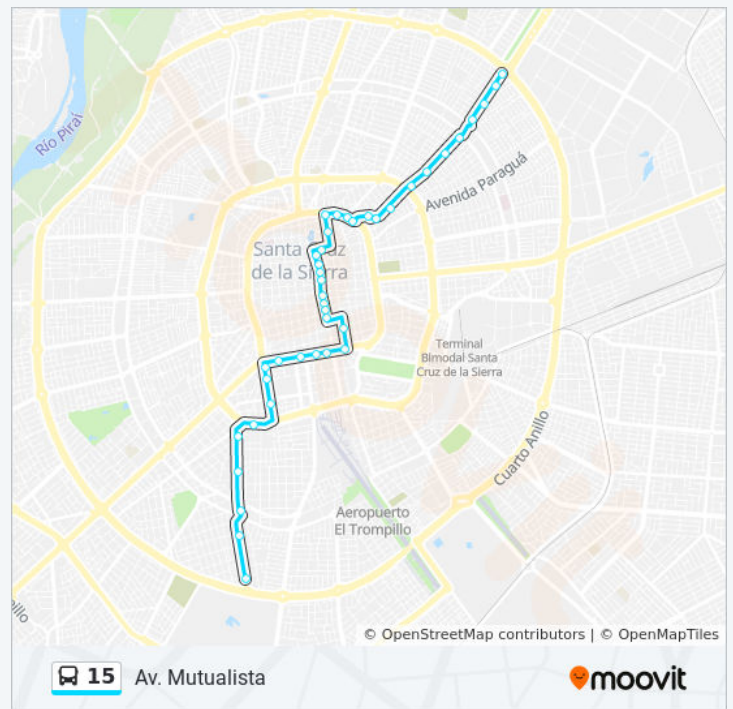 Río Piraí
Avenida Paraguá
Santa Cruz
de la Sierra
Terminal
Bimodal Santa
Cruz de la Sierra
Cuarto Anillo
Aeropuerto
El Trompillo
© OpenStreetMap contributors | © OpenMapTiles
15 Av. Mutualista
moovit